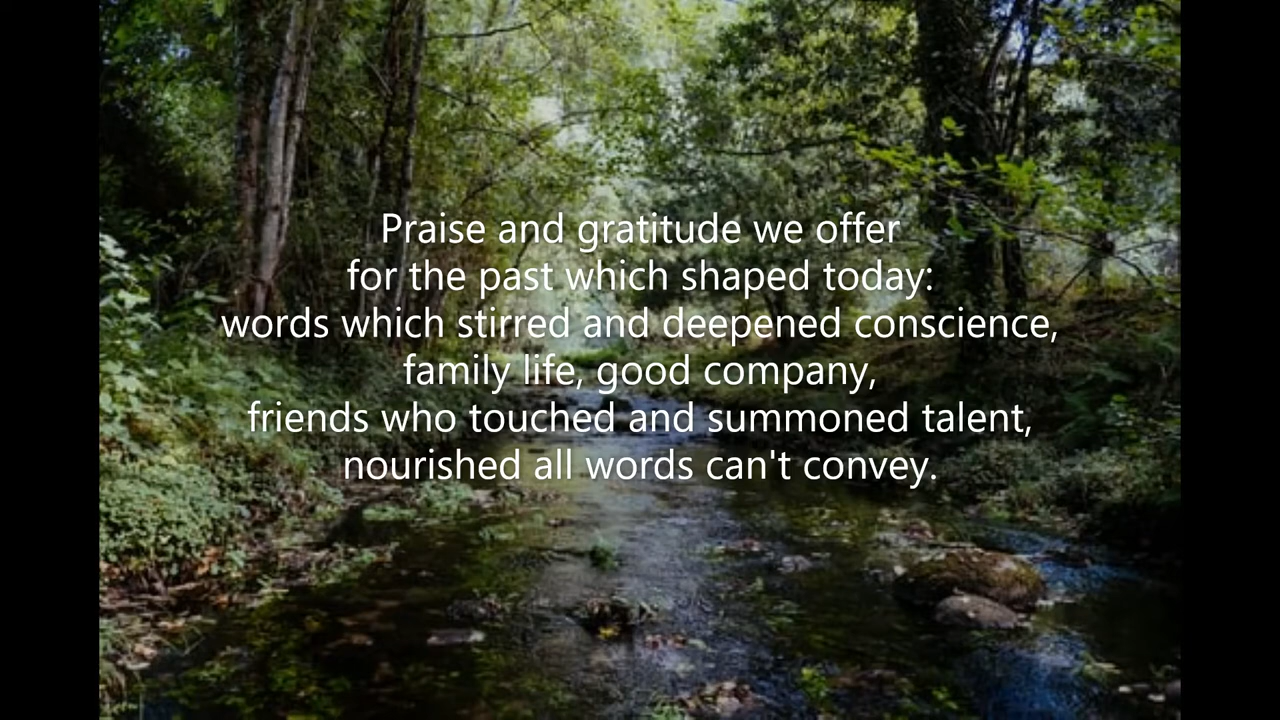 Praise and gratitude we offer
for the past which shaped today:
words which stirred and deepened conscience,
family life, good company,
friends who touched and summoned talent,
nourished all words can't convey.